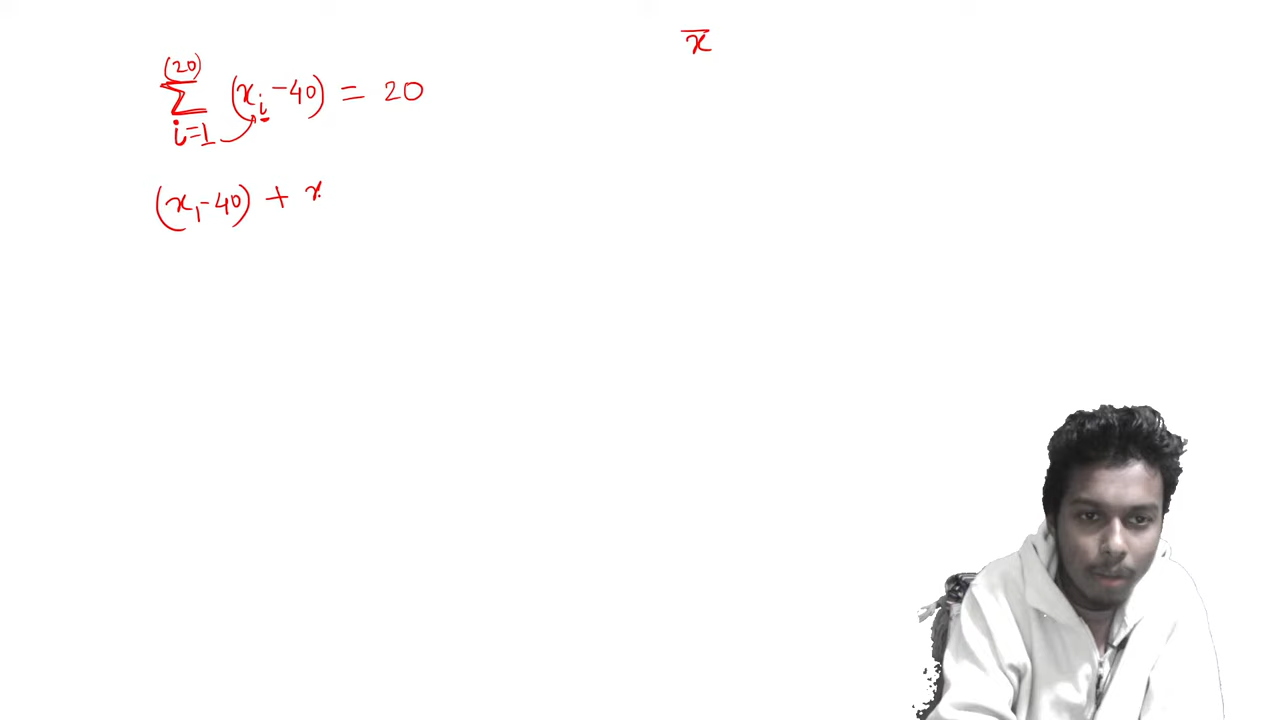 x̄
(20)
∑ (xᵢ -40) = 20
i=1
(x₁-40) + x